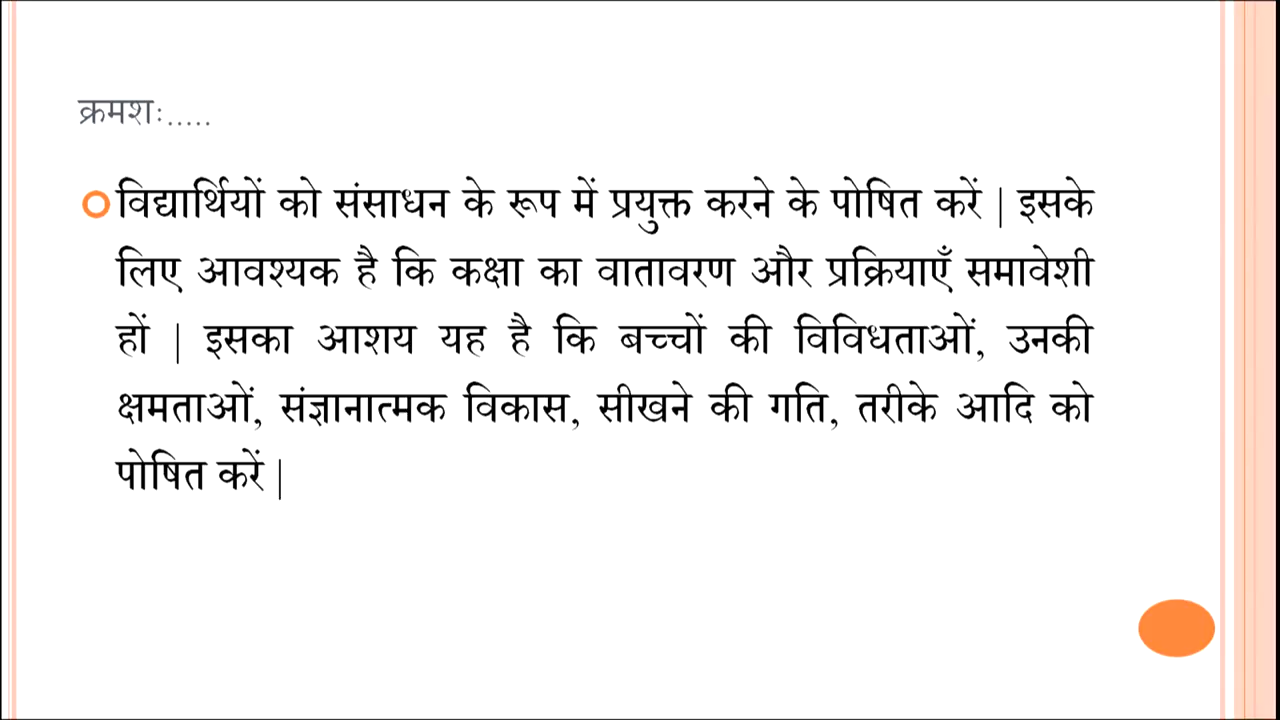 क्रमशः.....
विद्यार्थियों को संसाधन के रूप में प्रयुक्त करने के पोषित करें | इसके
लिए आवश्यक है कि कक्षा का वातावरण और प्रक्रियाएँ समावेशी
हों | इसका आशय यह है कि बच्चों की विविधताओं, उनकी
क्षमताओं, संज्ञानात्मक विकास, सीखने की गति, तरीके आदि को
पोषित करें |